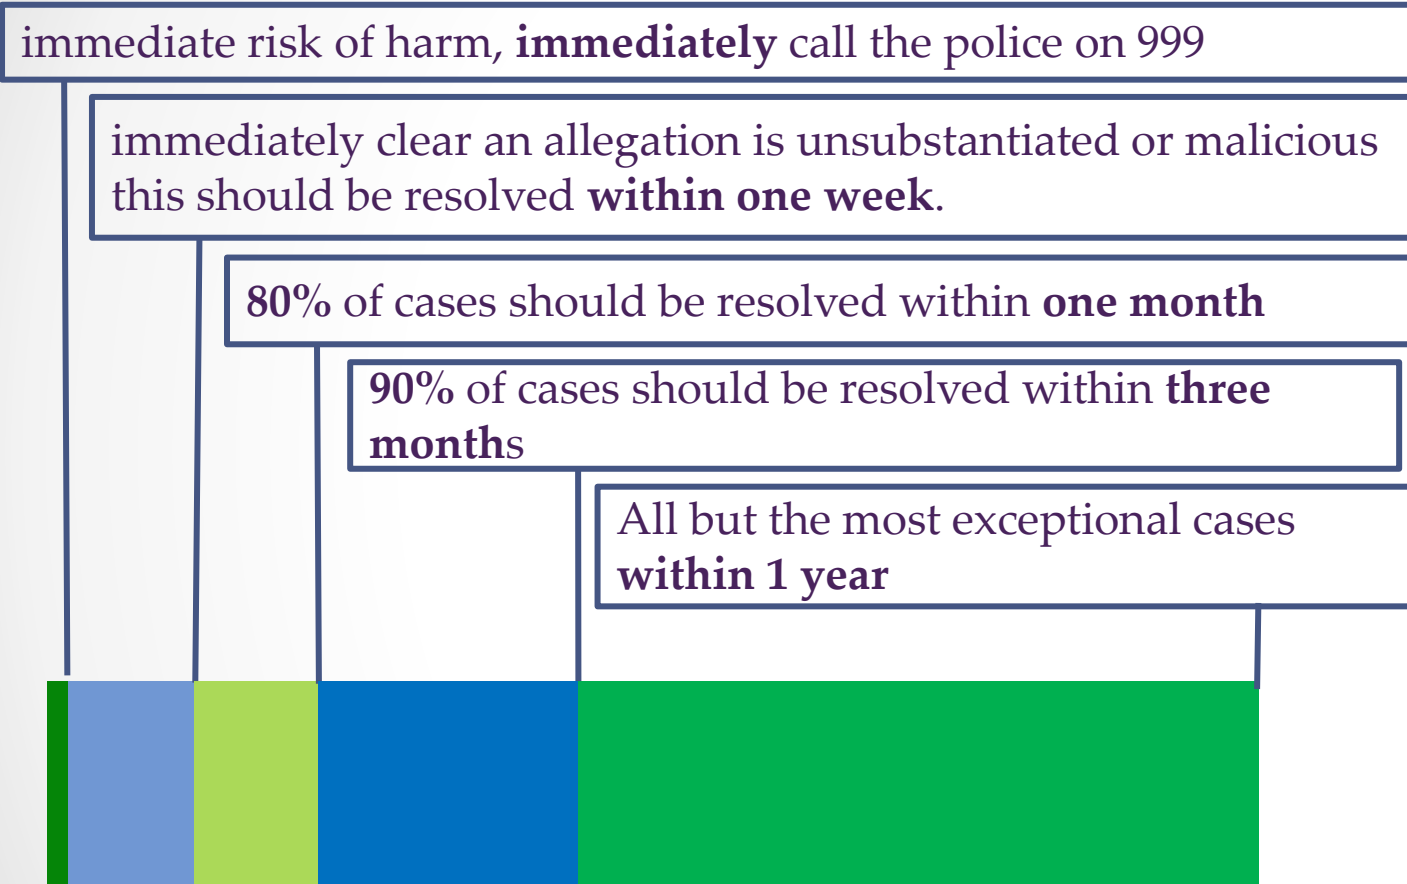 immediate risk of harm, immediately call the police on 999
immediately clear an allegation is unsubstantiated or malicious
this should be resolved within one week.
80% of cases should be resolved within one month
90% of cases should be resolved within three
months
All but the most exceptional cases
within 1 year